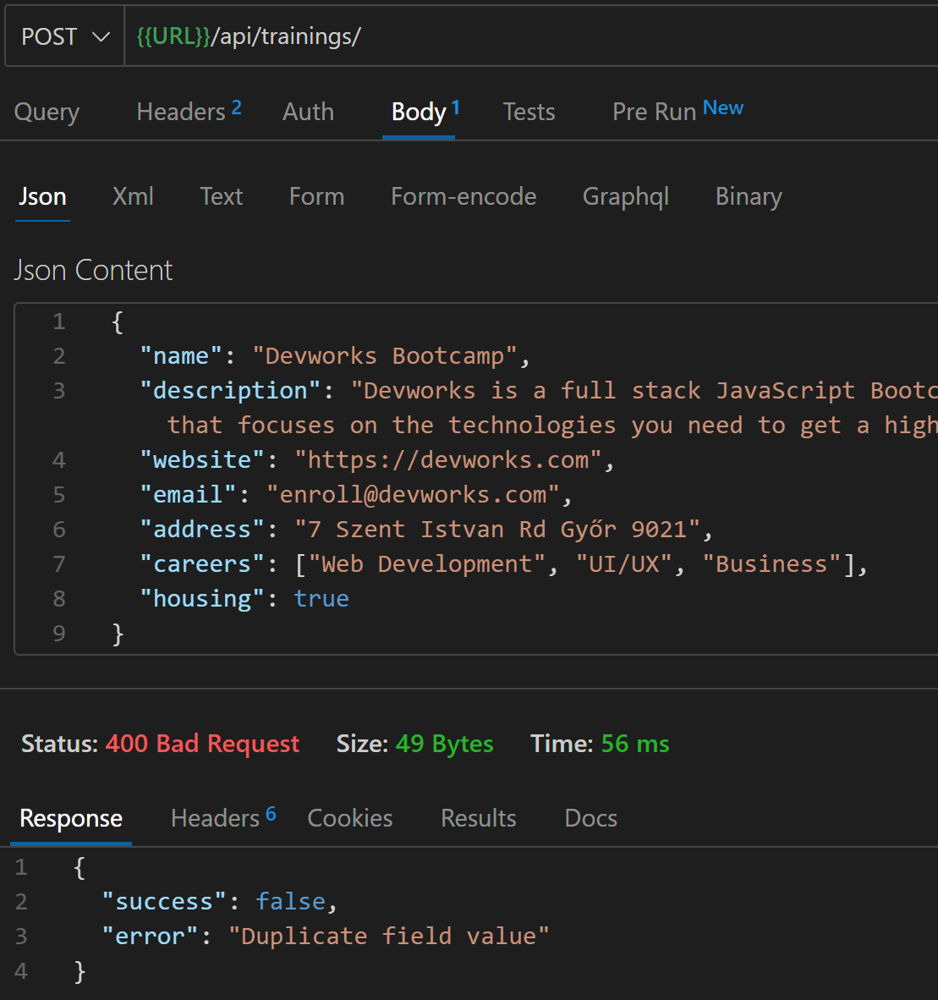 POST {{URL}}/api/trainings/
Query Headers 2 Auth Body 1 Tests Pre Run New
Json Xml Text Form Form-encode Graphql Binary
Json Content
1 {
2 "name": "Devworks Bootcamp",
3 "description": "Devworks is a full stack JavaScript
that focuses on the technologies you need to get a high
4 "website": "https://devworks.com",
5 "email": "enroll@devworks.com",
6 "address": "7 Szent Istvan Rd Győr 9021",
7 "careers": ["Web Development", "UI/UX", "Business"],
8 "housing": true
9 }
Status: 400 Bad Request Size: 49 Bytes Time: 56 ms
Response Headers 6 Cookies Results Docs
1 {
2 "success": false,
3 "error": "Duplicate field value"
4 }